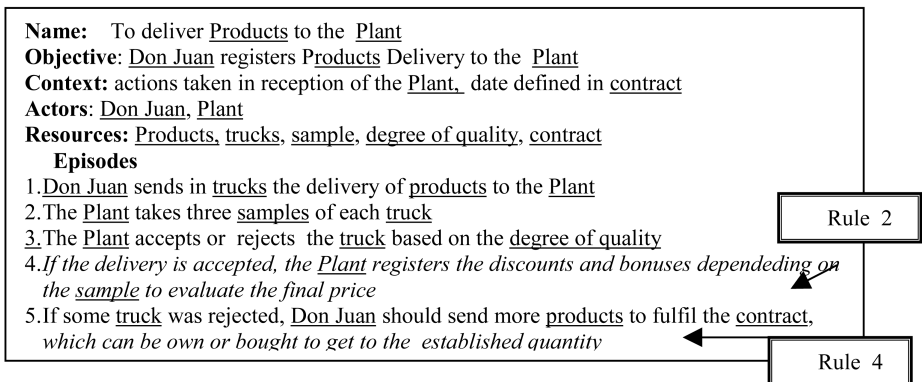 Name: To deliver Products to the Plant
Objective: Don Juan registers Products Delivery to the Plant
Context: actions taken in reception of the Plant, date defined in contract
Actors: Don Juan, Plant
Resources: Products, trucks, sample, degree of quality, contract
Episodes
1.Don Juan sends in trucks the delivery of products to the Plant
2.The Plant takes three samples of each truck
Rule 2
3.The Plant accepts or rejects the truck based on the degree of quality
4.If the delivery is accepted, the Plant registers the discounts and bonuses dependeding on
the sample to evaluate the final price
5.If some truck was rejected, Don Juan should send more products to fulfil the contract,
which can be own or bought to get to the established quantity
Rule 4